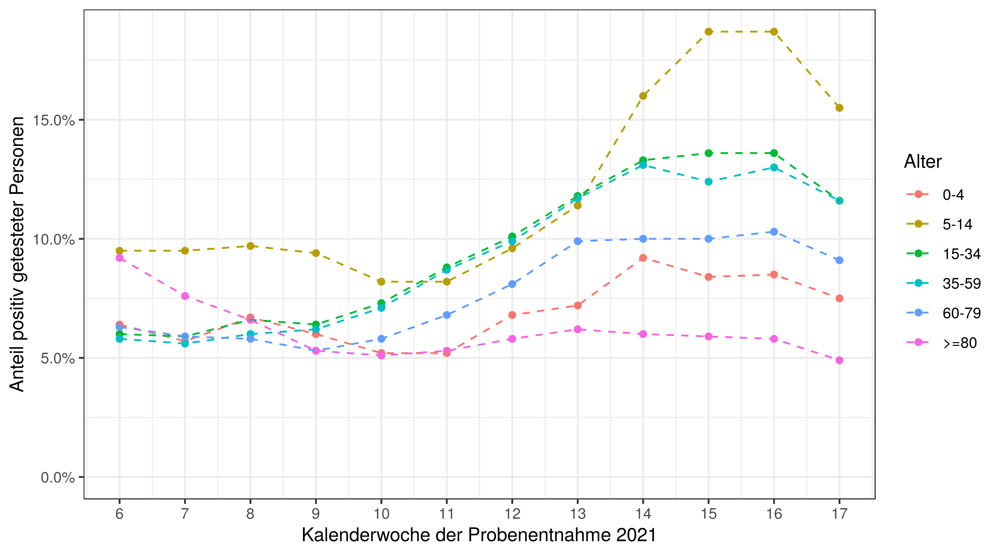 Anteil positiv getesteter Personen
15.0%
10.0%
5.0%
0.0%
6 7 8 9 10 11 12 13 14 15 16 17
Kalenderwoche der Probenentnahme 2021
Alter
0-4
5-14
15-34
35-59
60-79
>=80